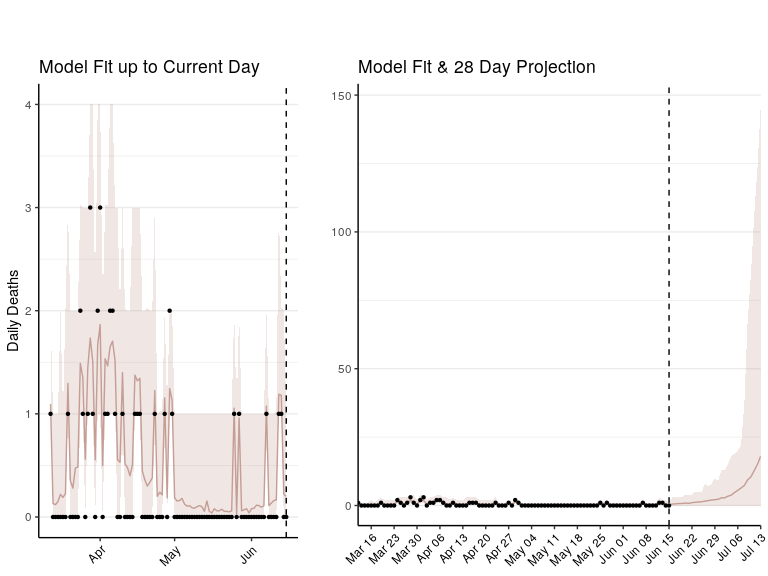 Model Fit up to Current Day
Daily Deaths
4
3
2
1
0
Apr
May
Jun
Model Fit & 28 Day Projection
150
100
50
0
Mar 16
Mar 23
Mar 30
Apr 06
Apr 13
Apr 20
Apr 27
May 04
May 11
May 18
May 25
Jun 01
Jun 08
Jun 15
Jun 22
Jun 29
Jul 06
Jul 13